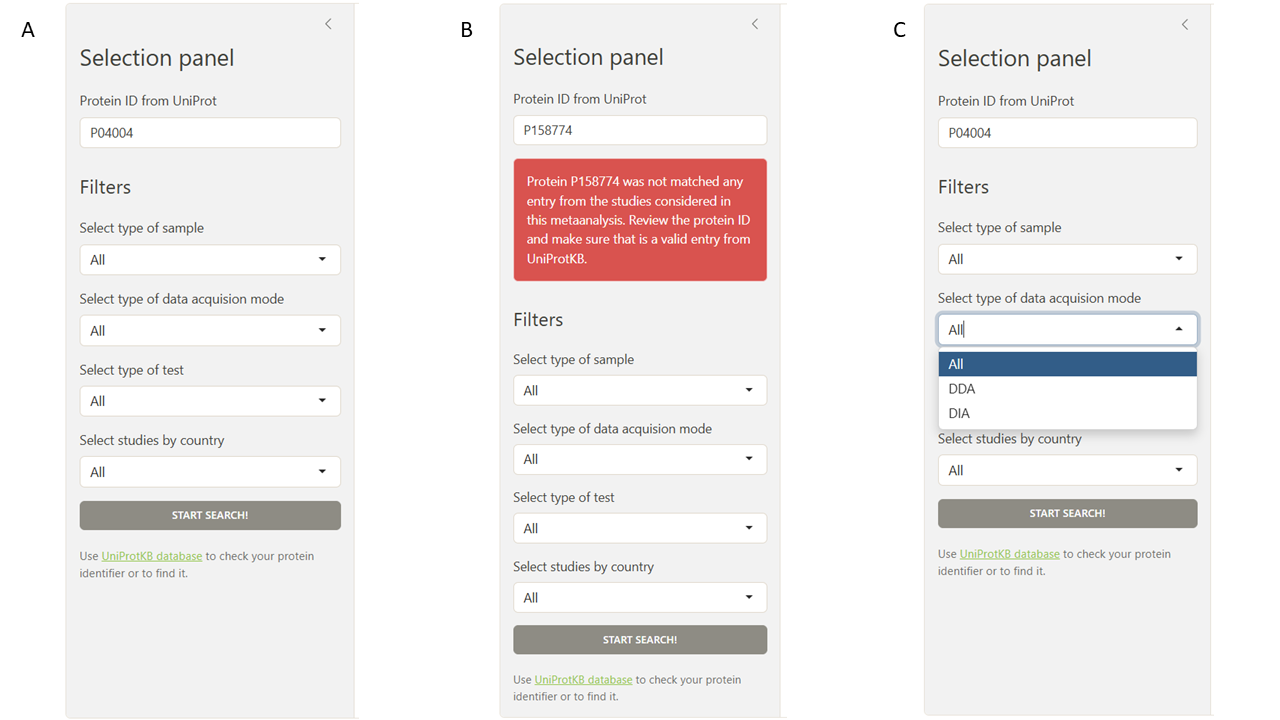 A
Selection panel
Protein ID from UniProt
P04004
Filters
Select type of sample
All
Select type of data acquision mode
All
Select type of test
All
Select studies by country
All
START SEARCH!
Use UniProtKB database to check your protein
identifier or to find it.
B
Selection panel
Protein ID from UniProt
P158774
Protein P158774 was not matched any
entry from the studies considered in
this metaanalysis. Review the protein ID
and make sure that is a valid entry from
UniProtKB.
Filters
Select type of sample
All
Select type of data acquision mode
All
Select type of test
All
Select studies by country
All
START SEARCH!
Use UniProtKB database to check your protein
identifier or to find it.
C
Selection panel
Protein ID from UniProt
P04004
Filters
Select type of sample
All
Select type of data acquision mode
All
All
DDA
DIA
Select studies by country
All
START SEARCH!
Use UniProtKB database to check your protein
identifier or to find it.